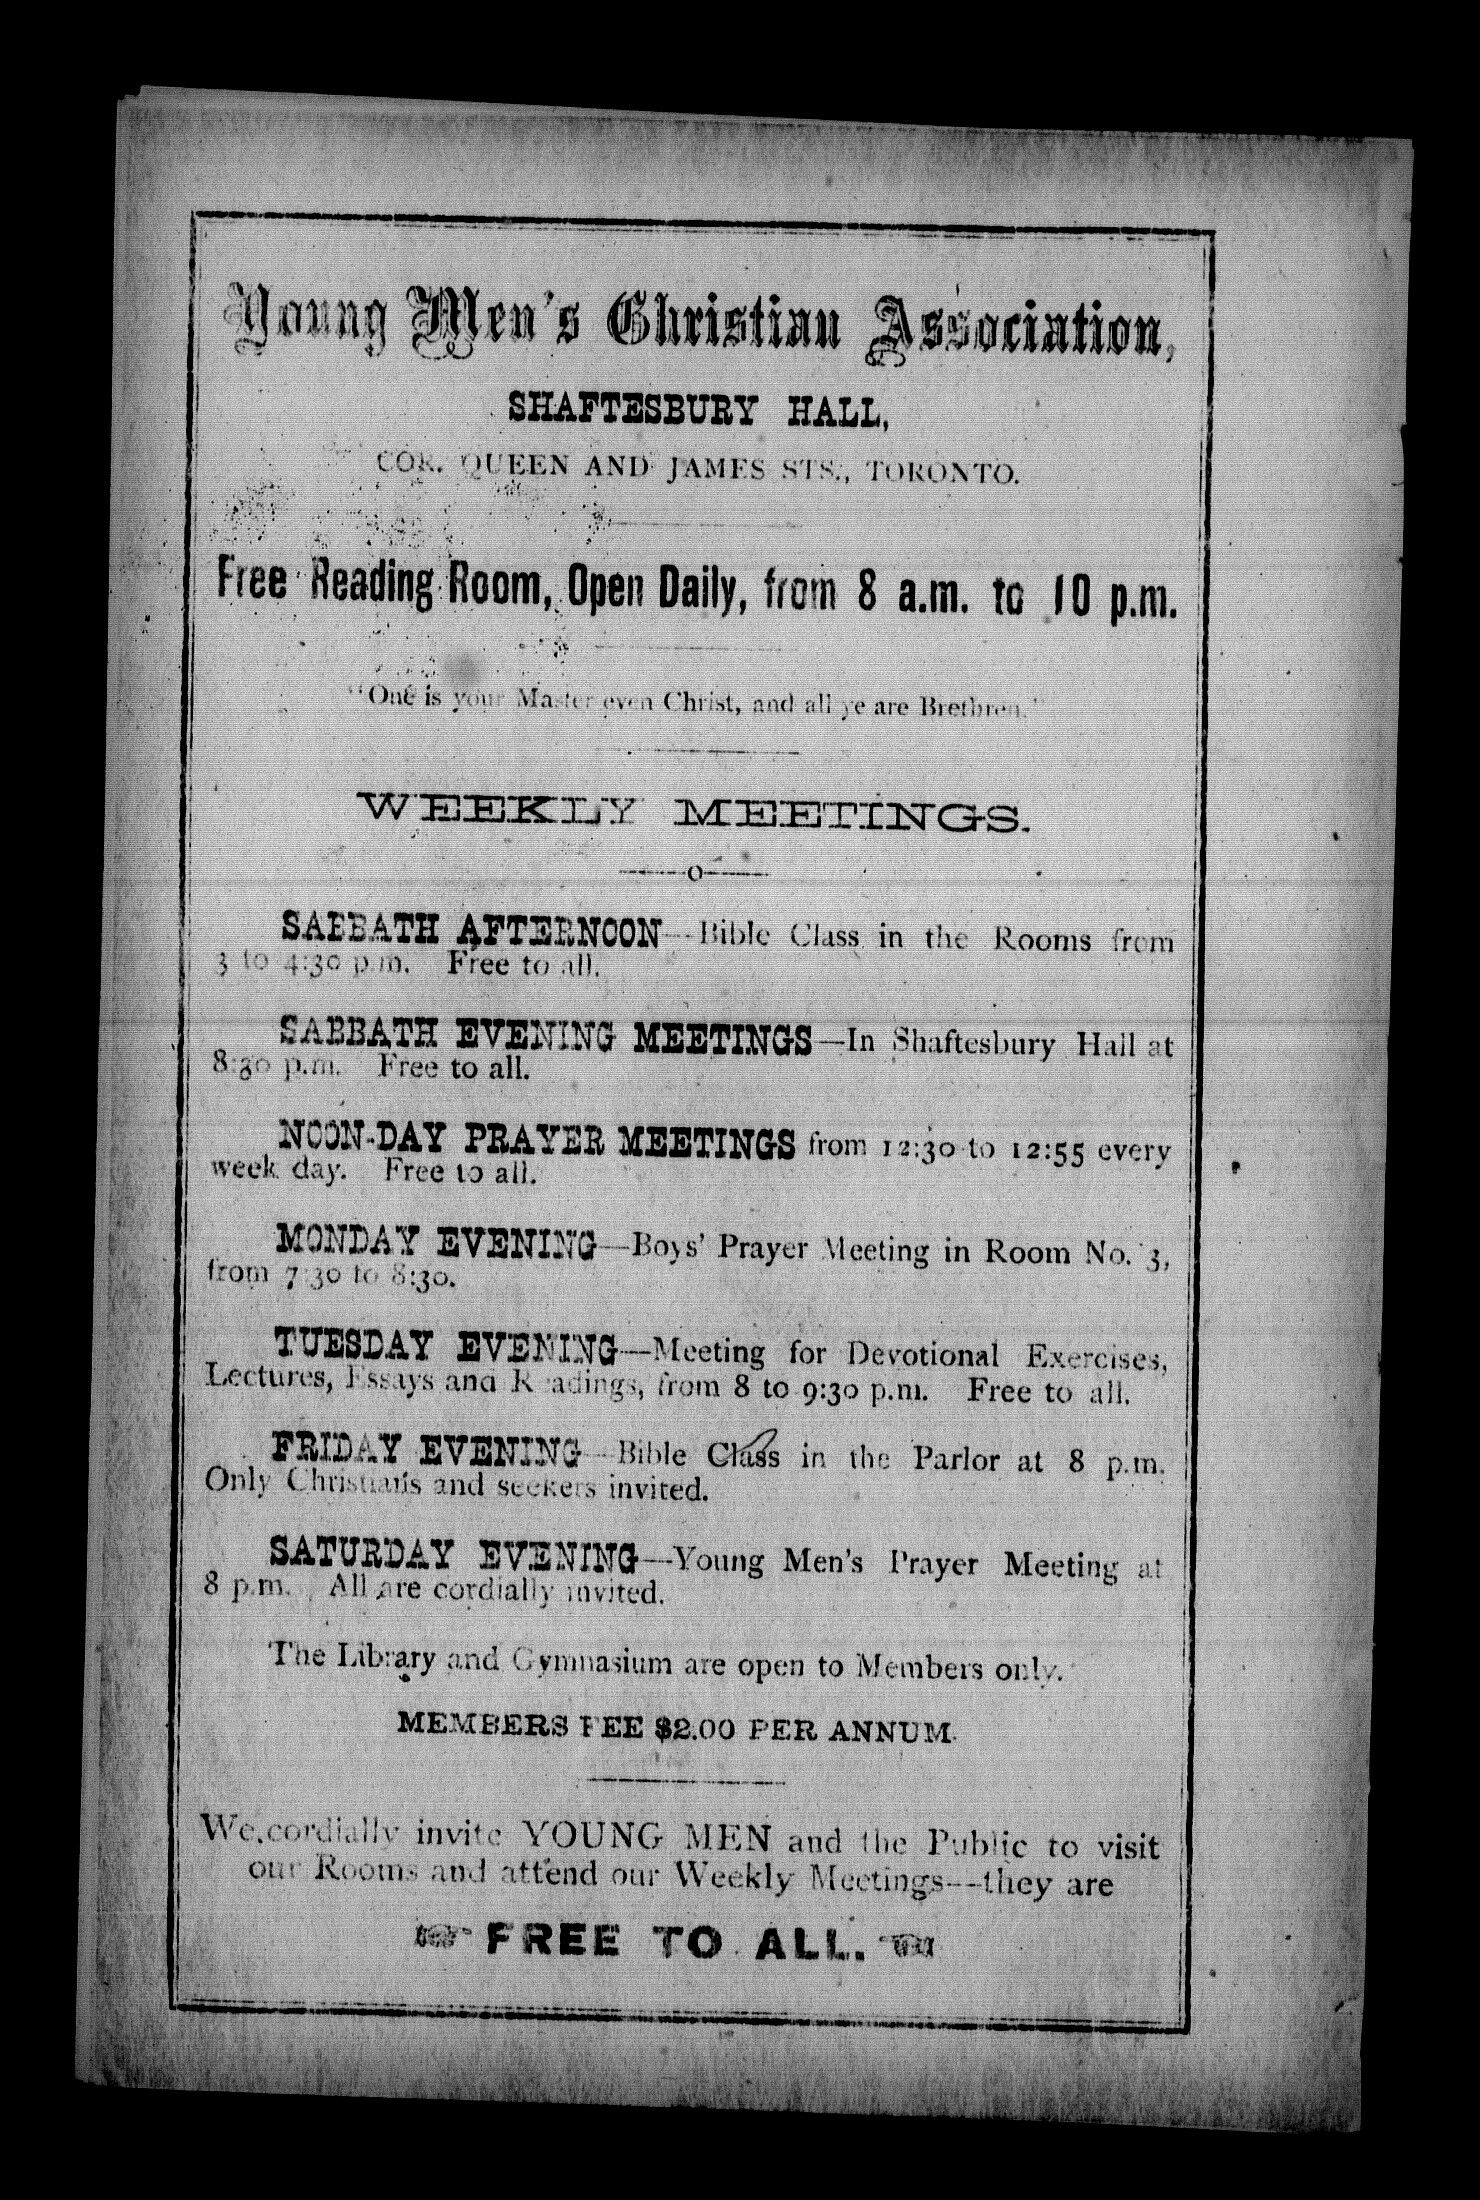 Young Men's Christian Association,
SHAFTESBURY HALL,
COR. QUEEN AND JAMES STS., TORONTO.
Free Reading Room, Open Daily, from 8 a.m. to 10 p.m.
"One is your Master even Christ, and all ye are Brethren."
WEEKLY MEETINGS.
SABBATH AFTERNOON—Bible Class in the Rooms from
3 to 4:30 p.m. Free to all.
SABBATH EVENING MEETINGS—In Shaftesbury Hall at
8:30 p.m. Free to all.
NOON-DAY PRAYER MEETINGS from 12:30 to 12:55 every
week day. Free to all.
MONDAY EVENING—Boys' Prayer Meeting in Room No. 3,
from 7:30 to 8:30.
TUESDAY EVENING—Meeting for Devotional Exercises,
Lectures, Essays and Readings, from 8 to 9:30 p.m. Free to all.
FRIDAY EVENING—Bible Class in the Parlor at 8 p.m.
Only Christians and seekers invited.
SATURDAY EVENING—Young Men's Prayer Meeting at
8 p.m. All are cordially invited.
The Library and Gymnasium are open to Members only.
MEMBERS FEE $2.00 PER ANNUM.
We cordially invite YOUNG MEN and the Public to visit
our Rooms and attend our Weekly Meetings--they are
☞ FREE TO ALL. ☜